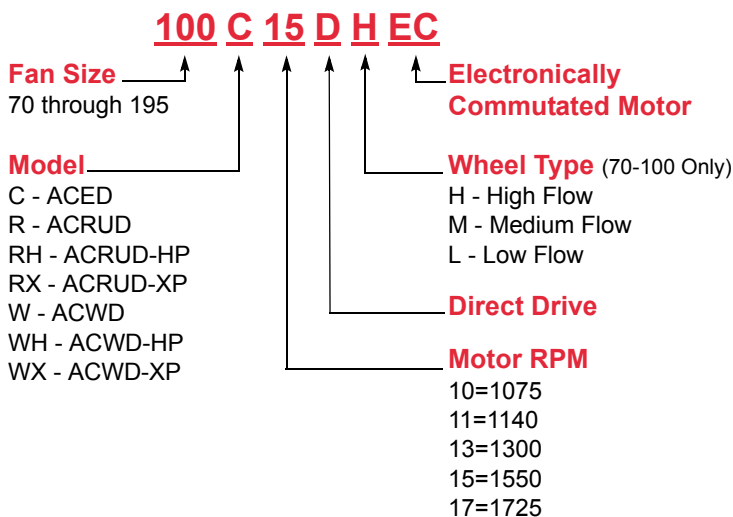 100 C 15 D H EC
Fan Size
70 through 195
Model
C - ACED
R - ACRUD
RH - ACRUD-HP
RX - ACRUD-XP
W - ACWD
WH - ACWD-HP
WX - ACWD-XP
Electronically
Commutated Motor
Wheel Type (70-100 Only)
H - High Flow
M - Medium Flow
L - Low Flow
Direct Drive
Motor RPM
10=1075
11=1140
13=1300
15=1550
17=1725